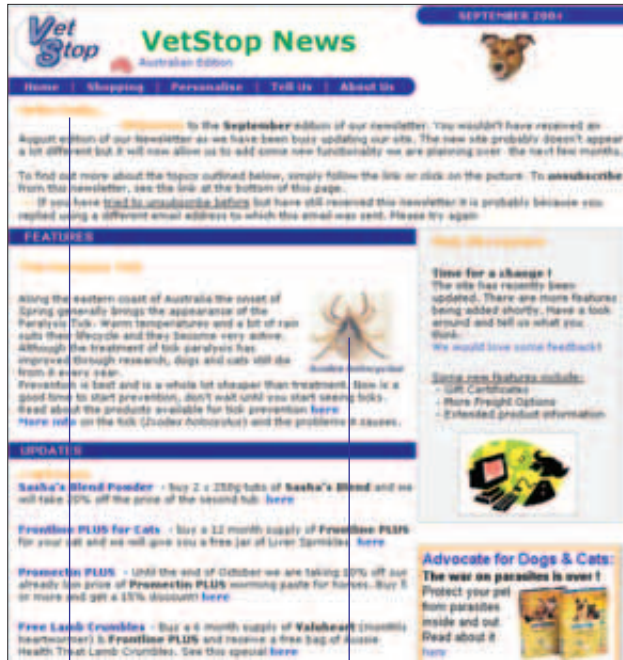 Vet
Stop
VetStop News
Australian Edition
SEPTEMBER 2004
Home | Shopping | Personalise | Tell Us | About Us
to the September edition of our newsletter. You wouldn't have received an
August edition of our Newsletter as we have been busy updating our site. The new site probably doesn't appear
a lot different but it will now allow us to add some new functionality we are planning over the next few months.
To find out more about the topics outlined below, simply follow the link or click on the picture. To unsubscribe
from this newsletter, see the link at the bottom of this page.
If you have tried to unsubscribe before but have still received this newsletter it is probably because you
replied using a different email address to which this email was sent. Please try again
FEATURES
Along the eastern coast of Australia the onset of
Spring generally brings the appearance of the
Paralysis Tick. Warm temperatures and a bit of rain
suits their lifecycle and they become very active.
Although the treatment of tick paralysis has
improved through research, dogs and cats still die
from it every year.
Prevention is best and is a whole lot cheaper than treatment. Now is a
good time to start prevention, don't wait until you start seeing ticks.
Read about the products available for tick prevention here
More info on the tick (Ixodes holocyclus) and the problems it causes.
UPDATES
Sasha's Blend Powder - buy 2 x 250g tubs of Sasha's Blend and we
will take 20% off the price of the second tub. here
Frontline PLUS for Cats - buy a 12 month supply of Frontline PLUS
for your cat and we will give you a free jar of Liver Sprinkles here
Promectin PLUS - Until the end of October we are taking 10% off our
already low price of Promectin PLUS worming paste for horses. Buy 5
or more and get a 15% discount! here
Free Lamb Crumbles - Buy a 6 month supply of Valuheart (monthly
heartwormer) & Frontline PLUS and receive a free bag of Aussie
Health Treat Lamb Crumbles. See this special here
Time for a change !
The site has recently been
updated. There are more features
being added shortly. Have a look
around and tell us what you
think.
We would love some feedback!
Some new features include:
- Gift Certificates
- More Freight Options
- Extended product information
Advocate for Dogs & Cats:
The war on parasites is over !
Protect your pet
from parasites
inside and out
Read about it
here